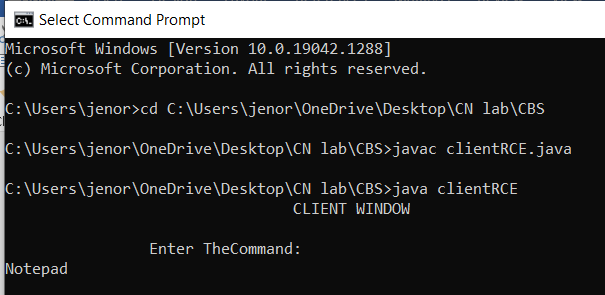 Select Command Prompt
Microsoft Windows [Version 10.0.19042.1288]
(c) Microsoft Corporation. All rights reserved.
C:\Users\jenor>cd C:\Users\jenor\OneDrive\Desktop\CN lab\CBS
C:\Users\jenor\OneDrive\Desktop\CN lab\CBS>javac clientRCE.java
C:\Users\jenor\OneDrive\Desktop\CN lab\CBS>java clientRCE
CLIENT WINDOW
Enter TheCommand:
Notepad